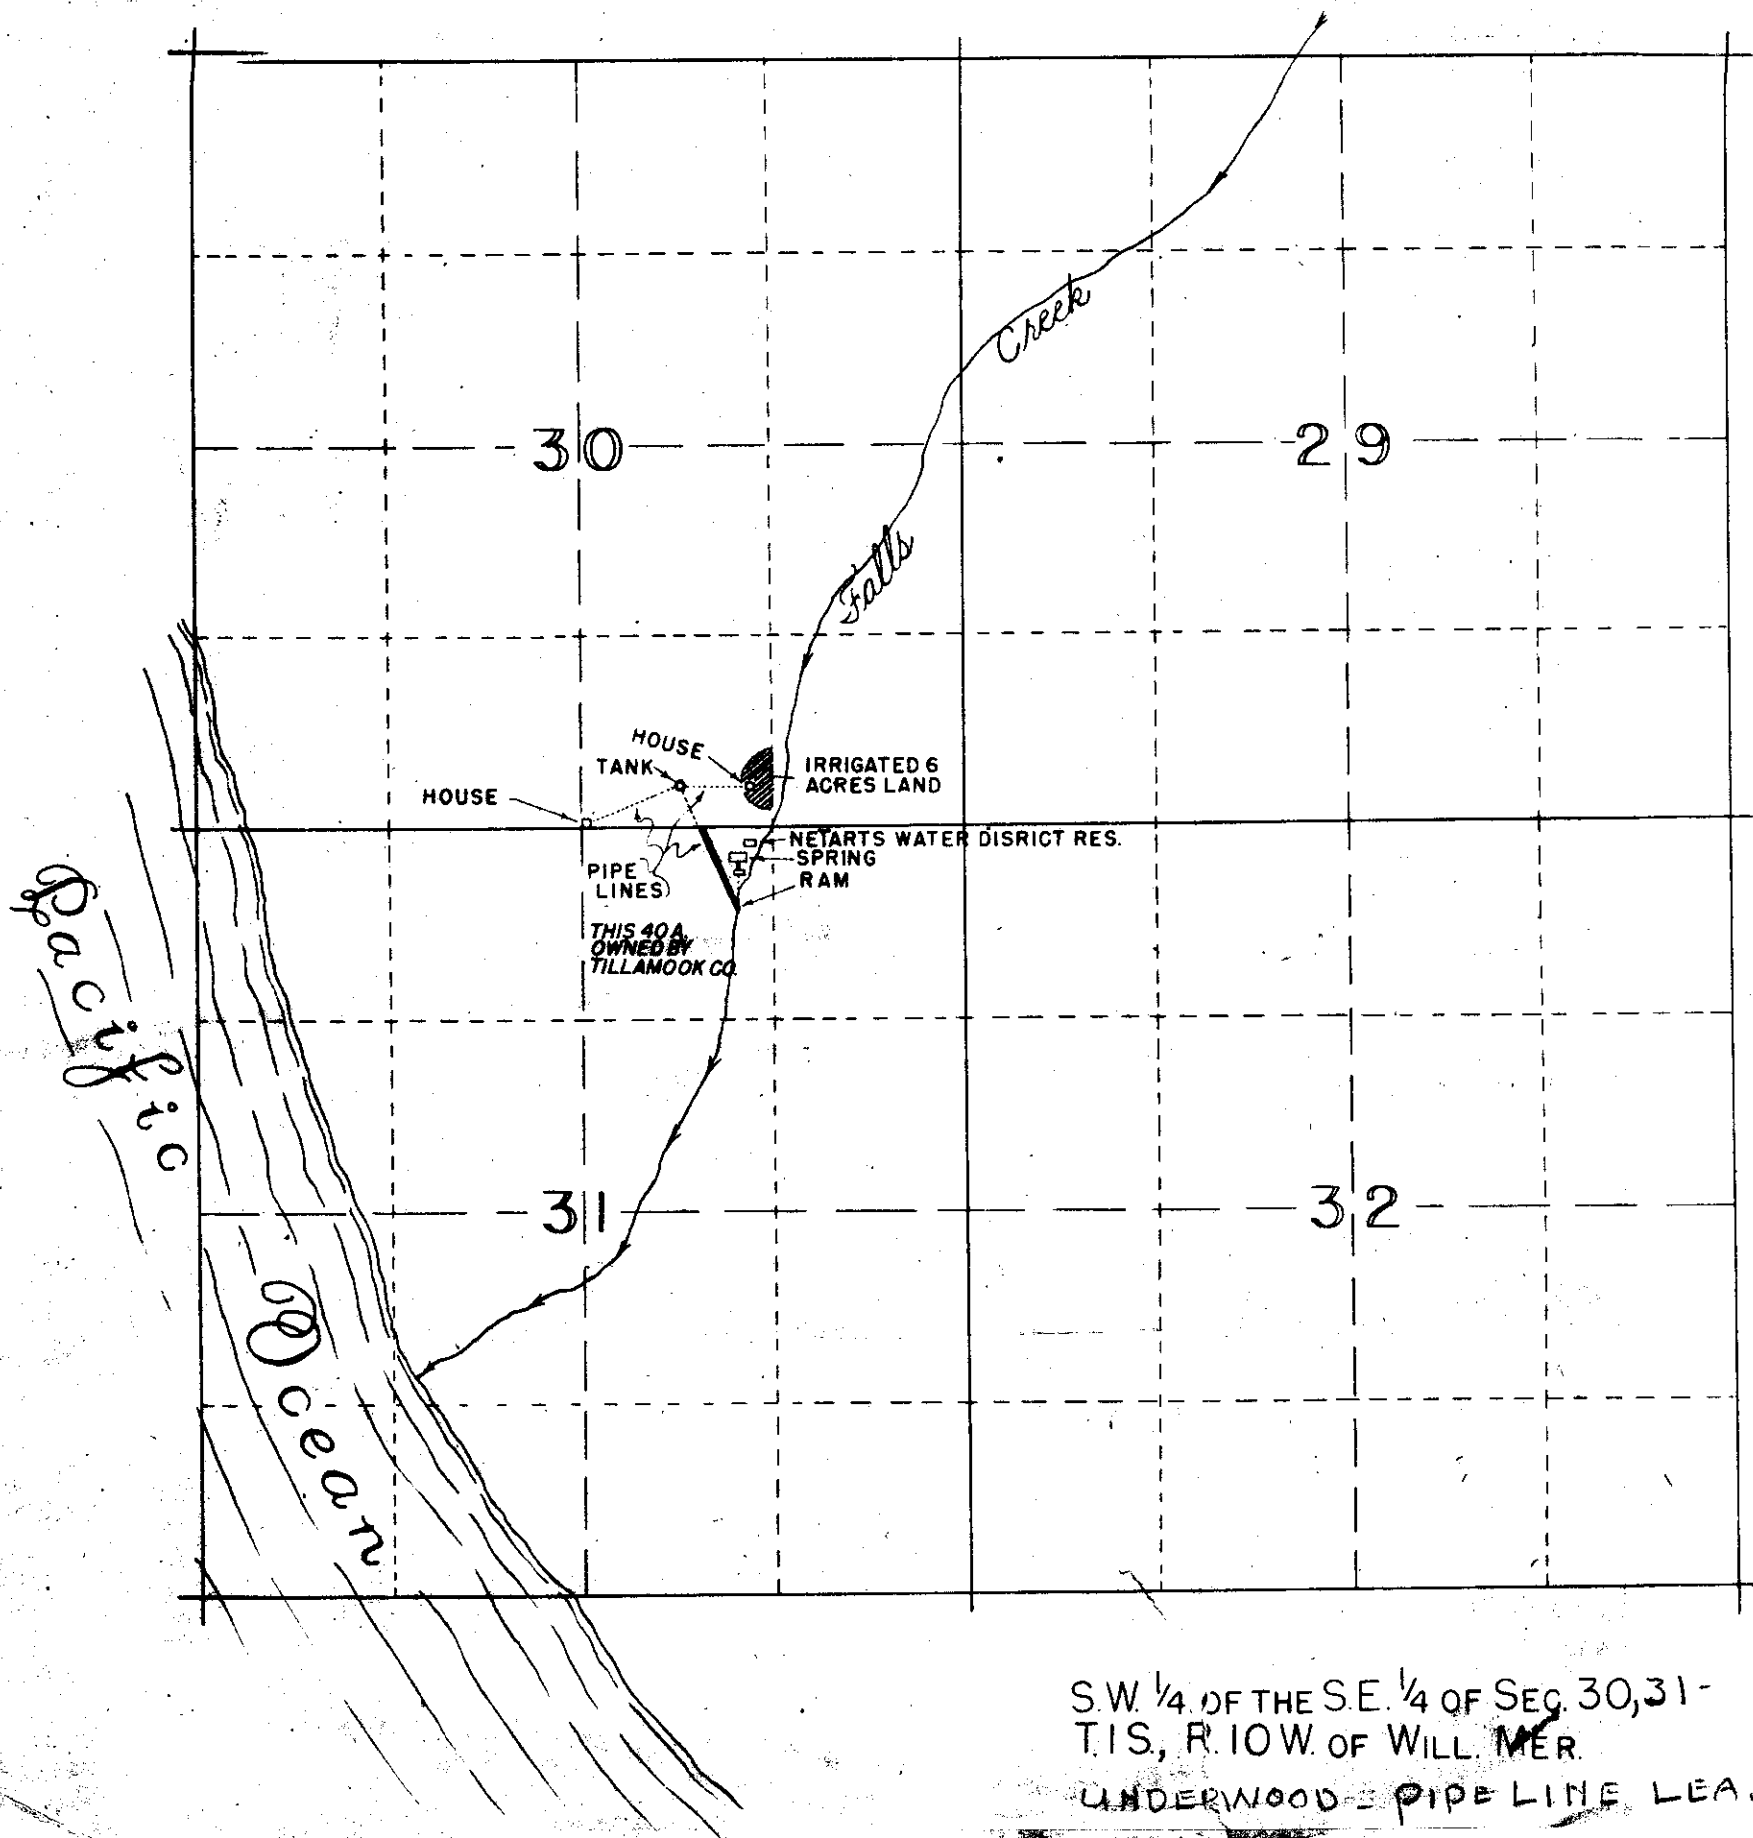 Creek
30
29
Falls
HOUSE
TANK
IRRIGATED 6
ACRES LAND
HOUSE
NETARTS WATER DISRICT RES.
SPRING
RAM
PIPE
LINES
THIS 40 A.
OWNED BY
TILLAMOOK CO.
Pacific
Ocean
31
32
S.W. 1/4 OF THE S.E. 1/4 OF SEC. 30,31-
T.1S., R.10W. OF WILL. MER.
UNDERWOOD - PIPE LINE LEA.